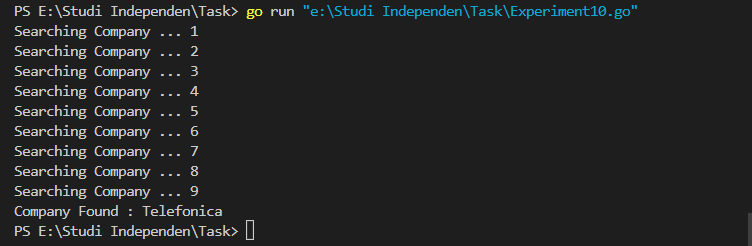 PS E:\Studi Independen\Task> go run "e:\Studi Independen\Task\Experiment10.go"
Searching Company ... 1
Searching Company ... 2
Searching Company ... 3
Searching Company ... 4
Searching Company ... 5
Searching Company ... 6
Searching Company ... 7
Searching Company ... 8
Searching Company ... 9
Company Found : Telefonica
PS E:\Studi Independen\Task>